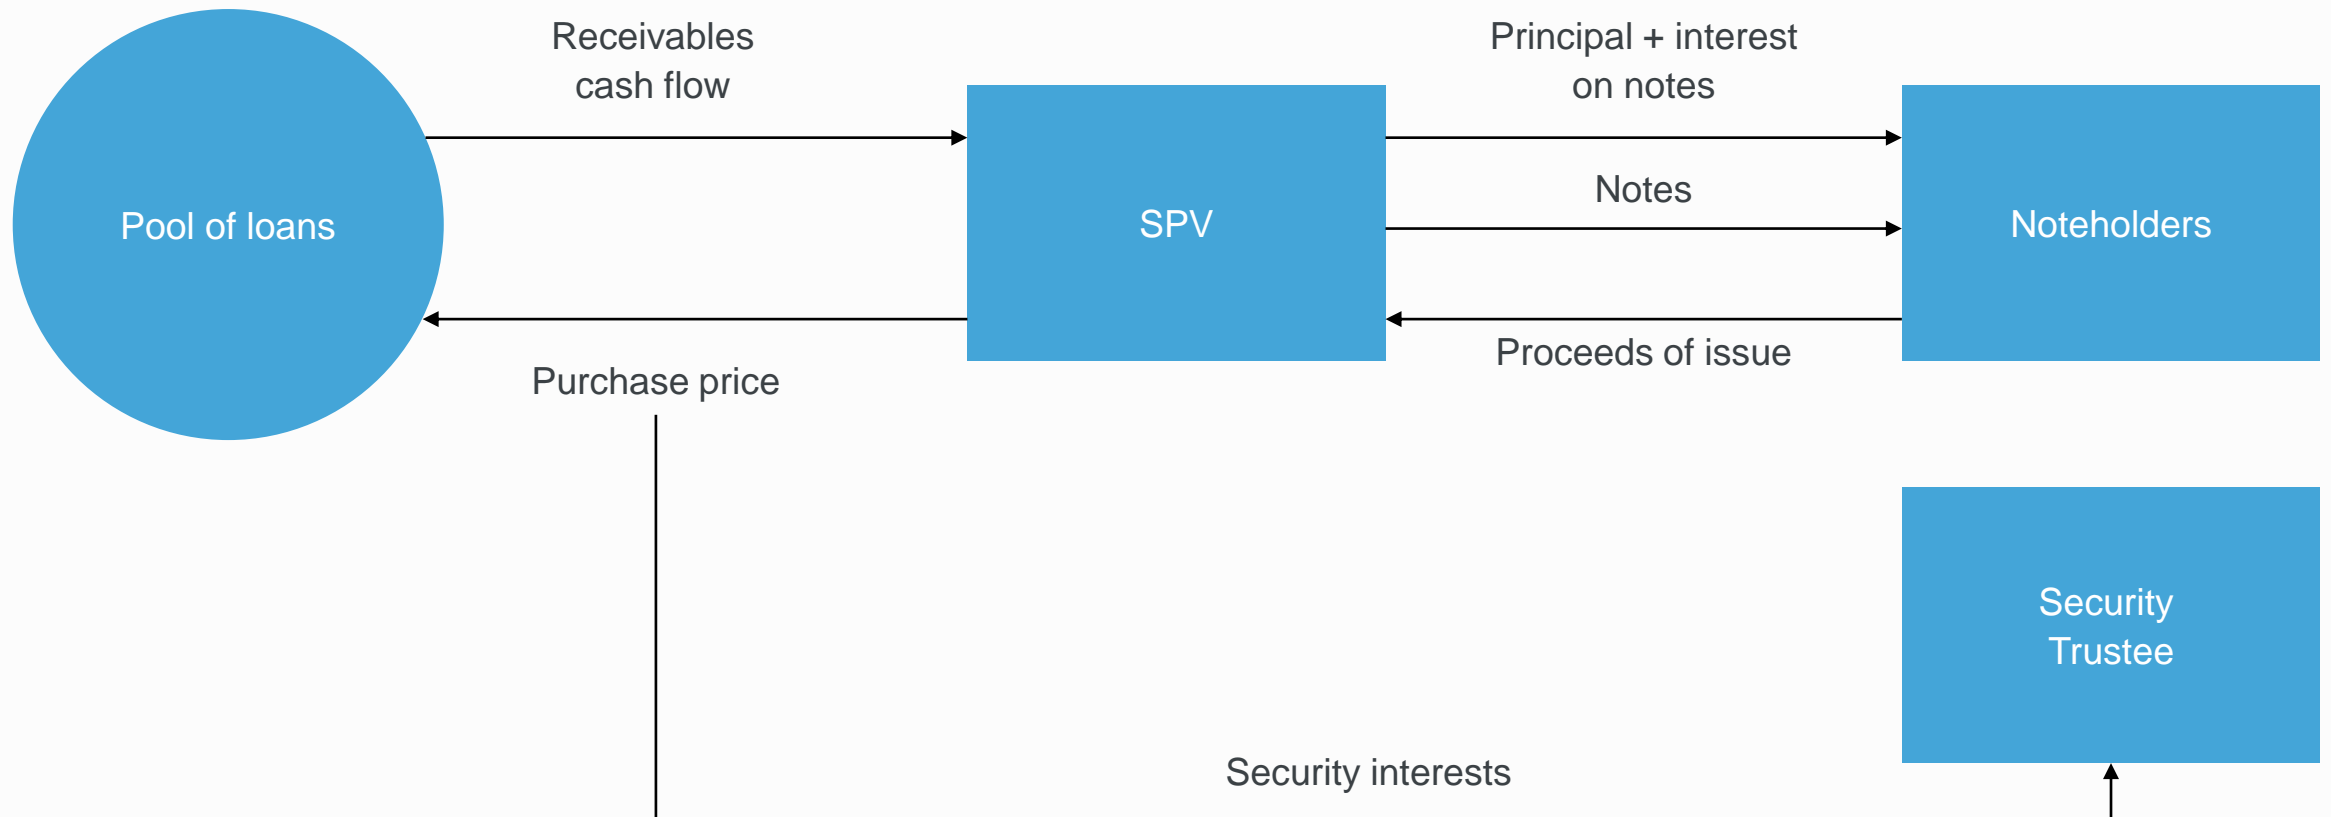 Receivables
cash flow
Principal + interest
on notes
Pool of loans
SPV
Notes
Noteholders
Proceeds of issue
Purchase price
Security
Trustee
Security interests